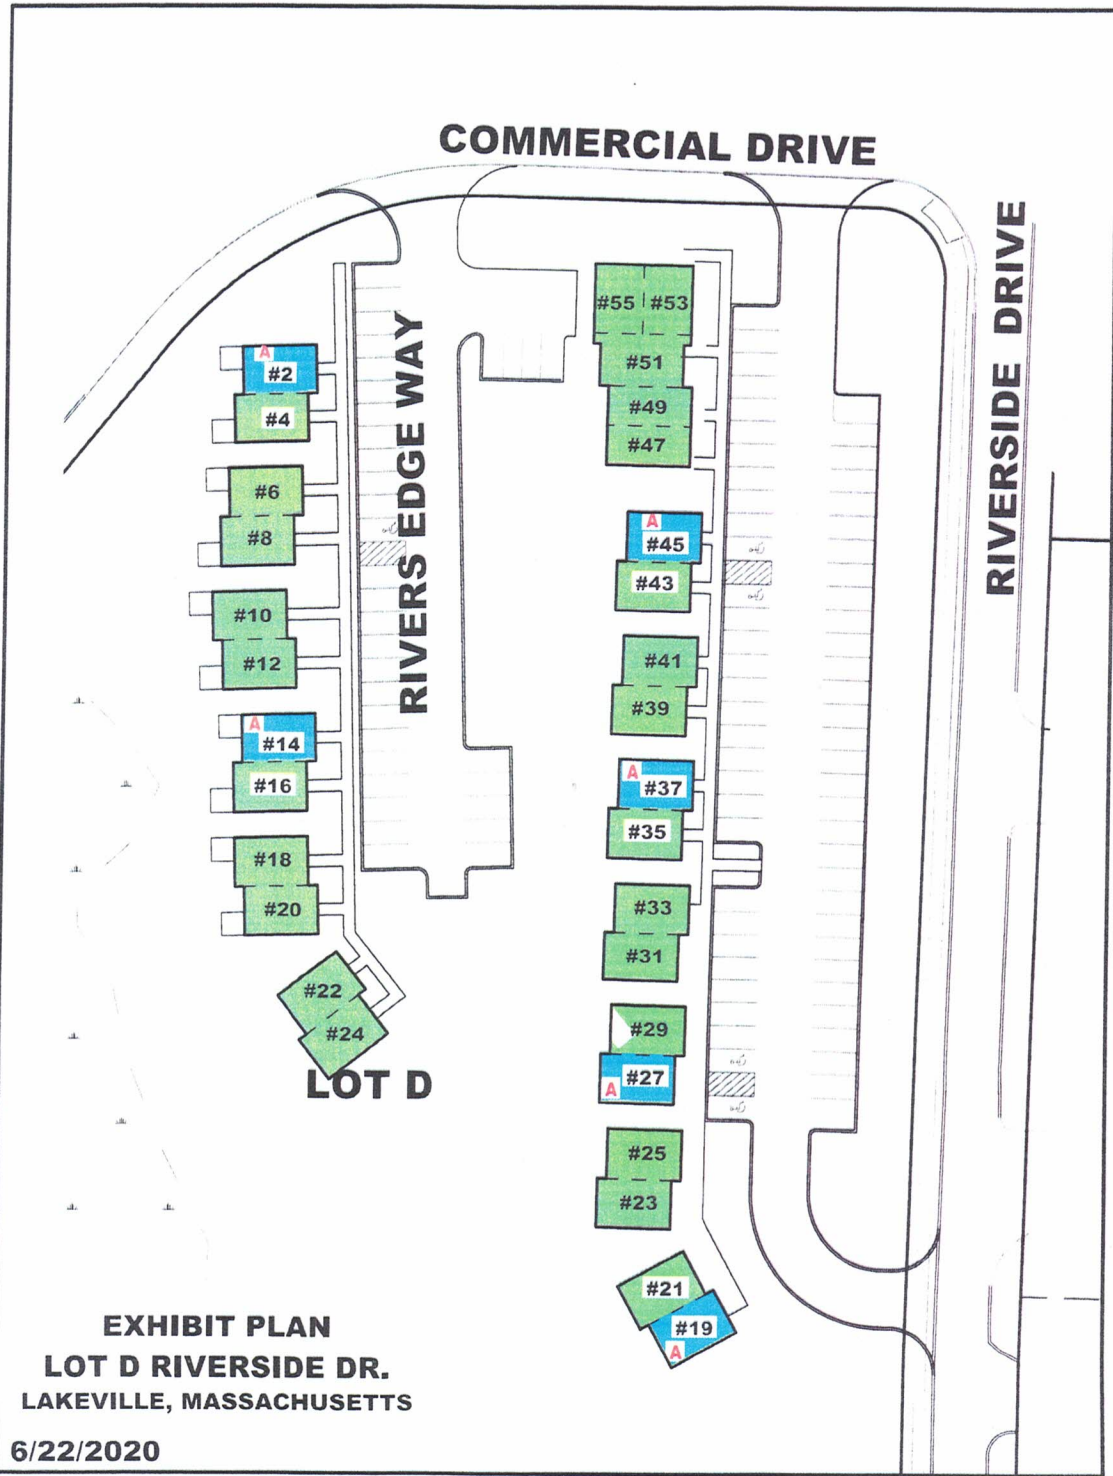 COMMERCIAL DRIVE
RIVERSIDE DRIVE
RIVERS EDGE WAY
A
#2
#4
#6
#8
#10
#12
A
#14
#16
#18
#20
#22
#24
LOT D
#55 #53
#51
#49
#47
A
#45
#43
#41
#39
A
#37
#35
#33
#31
#29
#27
A
#25
#23
#21
#19
A
EXHIBIT PLAN
LOT D RIVERSIDE DR.
LAKEVILLE, MASSACHUSETTS
6/22/2020